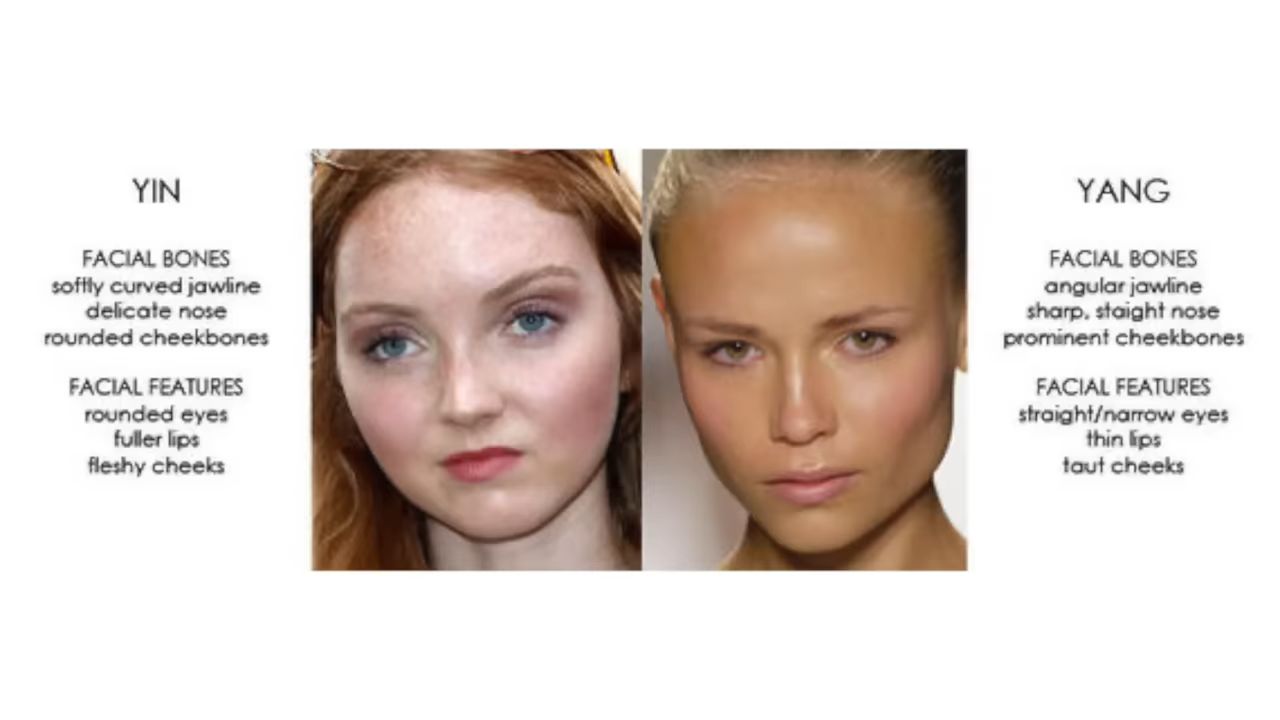 YIN
FACIAL BONES
softly curved jawline
delicate nose
rounded cheekbones
FACIAL FEATURES
rounded eyes
fuller lips
fleshy cheeks
YANG
FACIAL BONES
angular jawline
sharp, staight nose
prominent cheekbones
FACIAL FEATURES
straight/narrow eyes
thin lips
taut cheeks